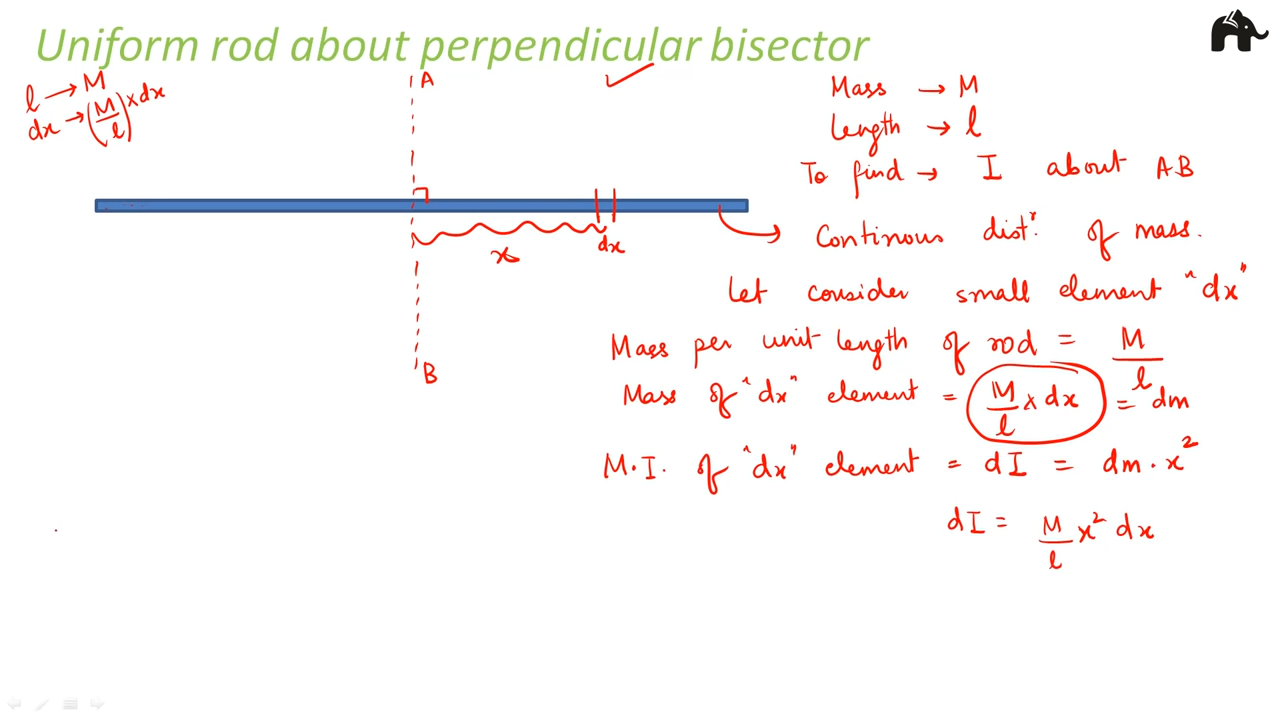 Uniform rod about perpendicular bisector
l → M
dx → (M/l) × dx
A
B
x
dx
Mass → M
length → l
To find → I about AB
Continous distr. of mass.
let consider small element "dx"
Mass per unit length of rod = M/l
Mass of "dx" element = M/l × dx = dm
M.I. of "dx" element = dI = dm · x²
dI = M/l x² dx